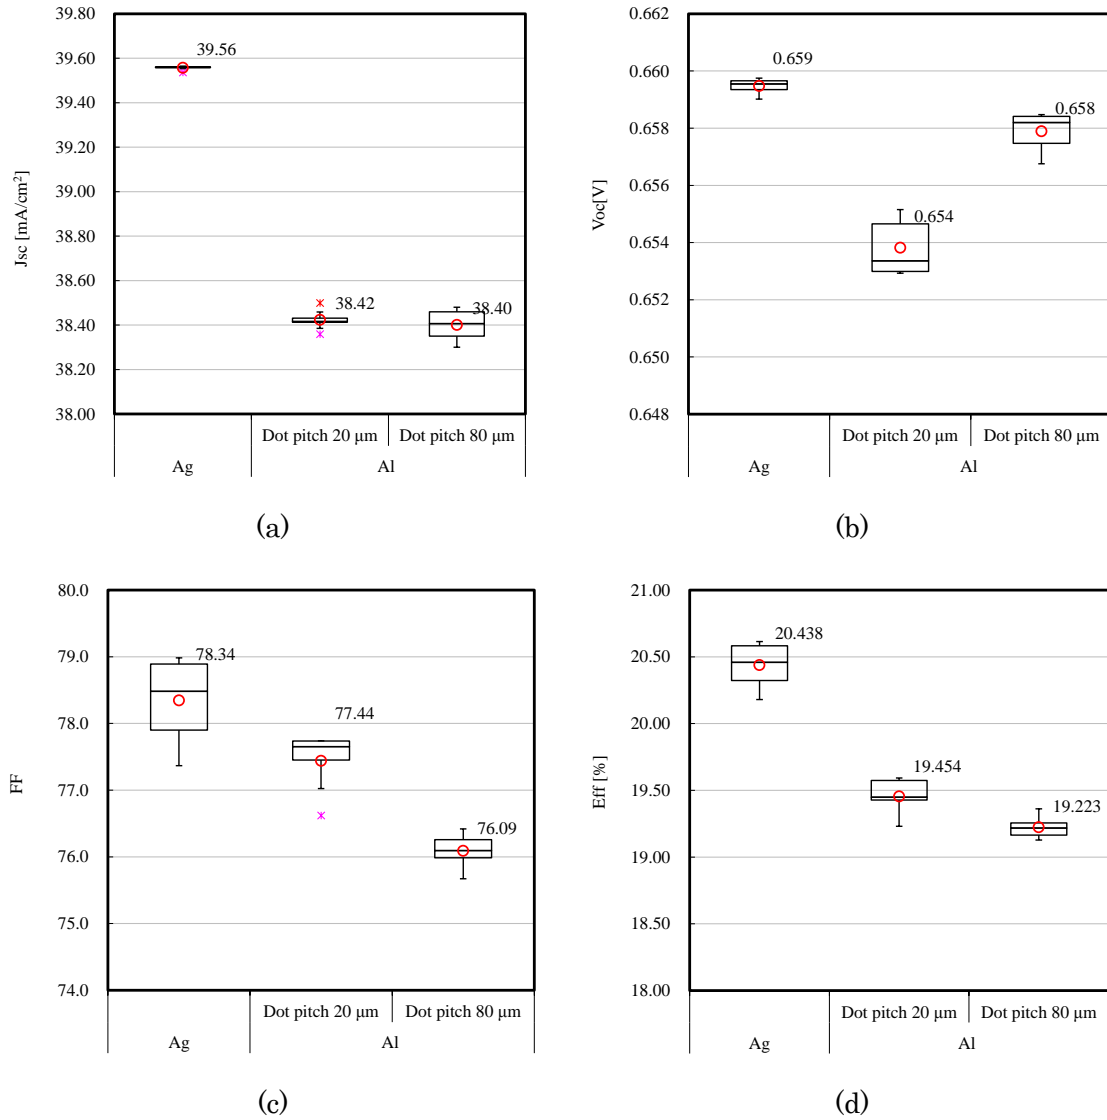 39.80
39.60
39.40
39.20
39.00
38.80
38.60
38.40
38.20
38.00
Jsc [mA/cm²]
39.56
38.42
38.40
Dot pitch 20 μm
Dot pitch 80 μm
Ag
Al
(a)
0.662
0.660
0.658
0.656
0.654
0.652
0.650
0.648
Voc[V]
0.659
0.654
0.658
Dot pitch 20 μm
Dot pitch 80 μm
Ag
Al
(b)
80.0
79.0
78.0
77.0
76.0
75.0
74.0
FF
78.34
77.44
76.09
Dot pitch 20 μm
Dot pitch 80 μm
Ag
Al
(c)
21.00
20.50
20.00
19.50
19.00
18.50
18.00
Eff [%]
20.438
19.454
19.223
Dot pitch 20 μm
Dot pitch 80 μm
Ag
Al
(d)